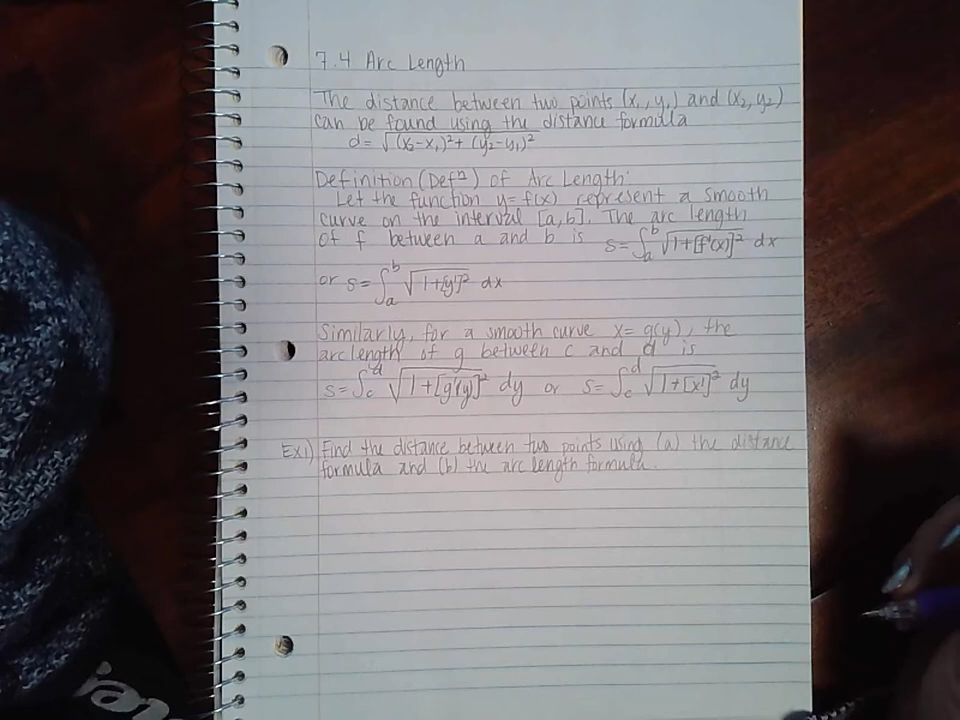 7.4 Arc Length
The distance between two points (x₁, y₁) and (x₂, y₂)
can be found using the distance formula
d = √(x₂-x₁)²+(y₂-y₁)²
Definition (Defⁿ) of Arc Length:
Let the function y=f(x) represent a smooth
curve on the interval [a,b]. The arc length
of f between a and b is s=∫ₐᵇ √1+[f'(x)]² dx
or s=∫ₐᵇ √1+[y']² dx
Similarly, for a smooth curve x=g(y), the
arc length of g between c and d is
s=∫꜀ᵈ √1+[g'(y)]² dy or s=∫꜀ᵈ √1+[x']² dy
Ex1) Find the distance between two points using (a) the distance
formula and (b) the arc length formula.